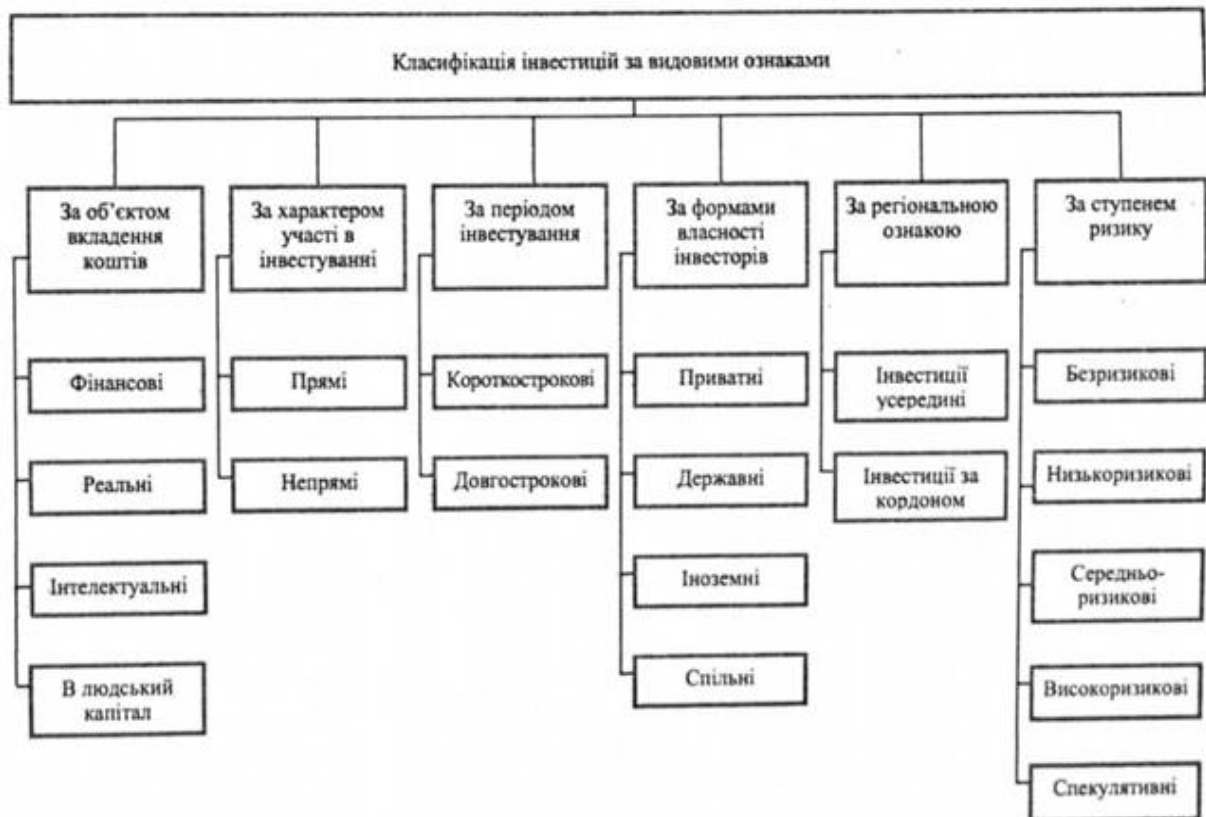 Класифікація інвестицій за видовими ознаками
За об’єктом
вкладення
коштів
Фінансові
Реальні
Інтелектуальні
В людський
капітал
За характером
участі в
інвестуванні
Прямі
Непрямі
За періодом
інвестування
Короткострокові
Довгострокові
За формами
власності
інвесторів
Приватні
Державні
Іноземні
Спільні
За регіональною
ознакою
Інвестиції
усередині
Інвестиції за
кордоном
За ступенем
ризику
Безризикові
Низькоризикові
Середньо-
ризикові
Високоризикові
Спекулятивні